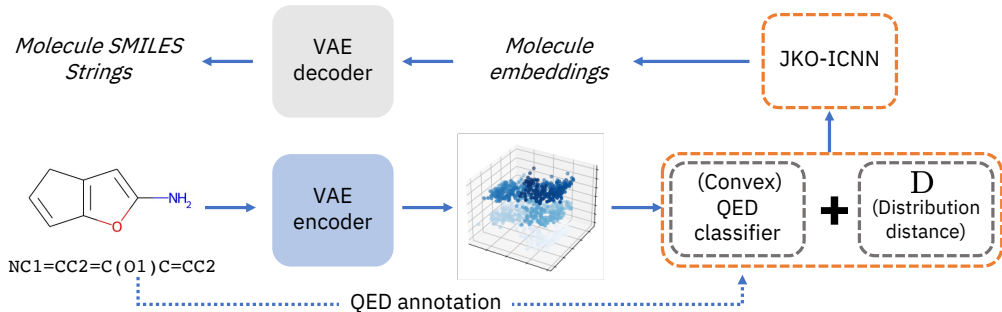 Molecule SMILES
Strings
VAE
decoder
Molecule
embeddings
JKO-ICNN
NH2
O
NC1=CC2=C(O1)C=CC2
VAE
encoder
(Convex)
QED
classifier
+
D
(Distribution
distance)
QED annotation